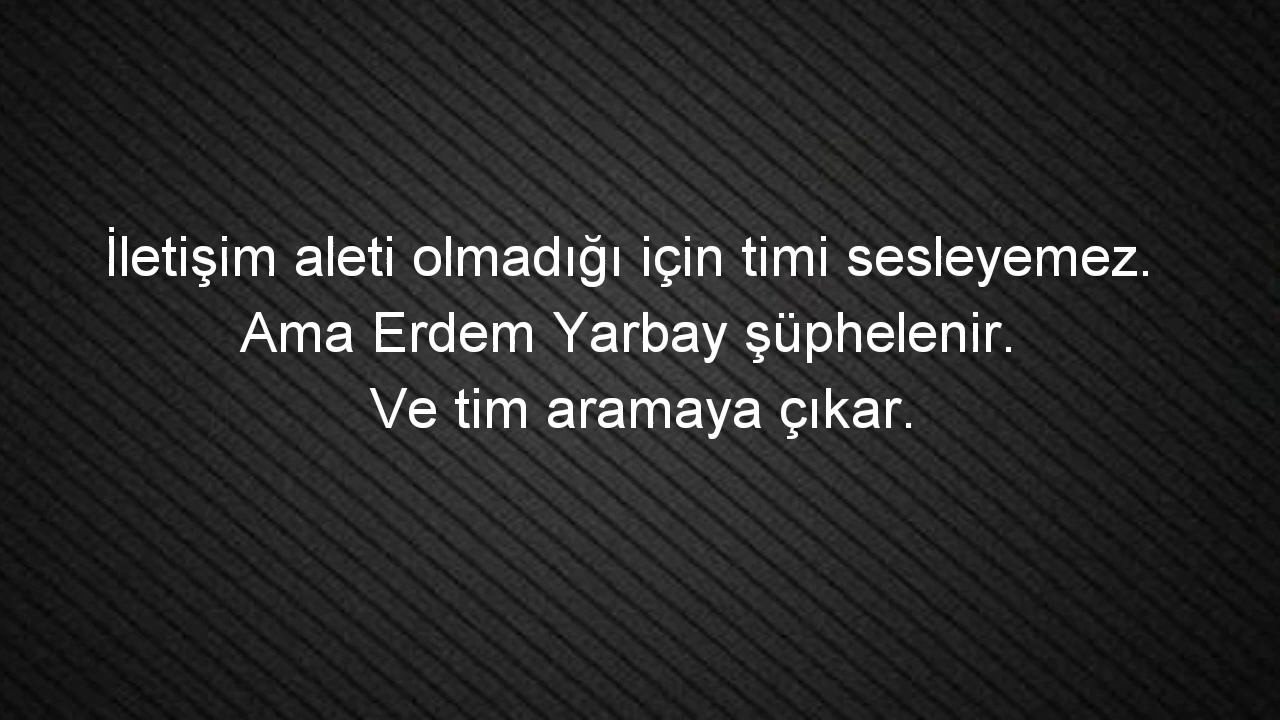 İletişim aleti olmadığı için timi sesleyemez.
Ama Erdem Yarbay şüphelenir.
Ve tim aramaya çıkar.